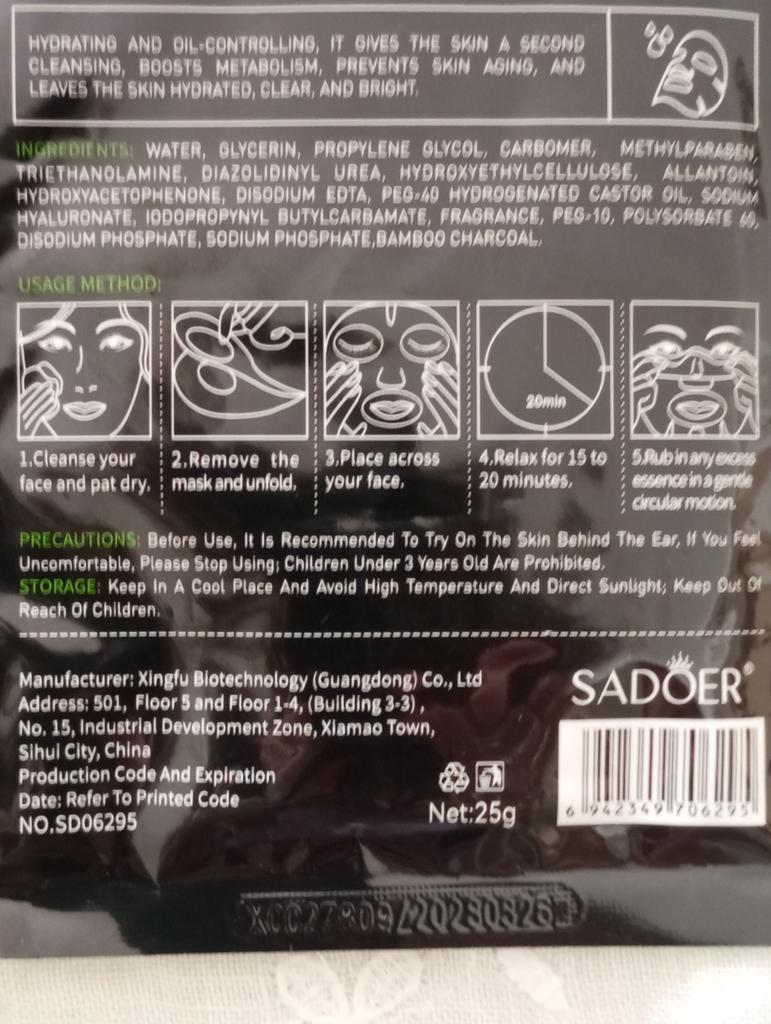 HYDRATING AND OIL-CONTROLLING, IT GIVES THE SKIN A SECOND
CLEANSING, BOOSTS METABOLISM, PREVENTS SKIN AGING, AND
LEAVES THE SKIN HYDRATED, CLEAR, AND BRIGHT.
INGREDIENTS: WATER, GLYCERIN, PROPYLENE GLYCOL, CARBOMER, METHYLPARABEN,
TRIETHANOLAMINE, DIAZOLIDINYL UREA, HYDROXYETHYLCELLULOSE, ALLANTOIN,
HYDROXYACETOPHENONE, DISODIUM EDTA, PEG-40 HYDROGENATED CASTOR OIL, SODIUM
HYALURONATE, IODOPROPYNYL BUTYLCARBAMATE, FRAGRANCE, PEG-10, POLYSORBATE 60,
DISODIUM PHOSPHATE, SODIUM PHOSPHATE,BAMBOO CHARCOAL.
USAGE METHOD:
20min
1.Cleanse your
face and pat dry.
2.Remove the
mask and unfold.
3.Place across
your face.
4.Relax for 15 to
20 minutes.
5.Rub in any excess
essence in a gentle
circular motion.
PRECAUTIONS: Before Use, It Is Recommended To Try On The Skin Behind The Ear, If You Feel
Uncomfortable, Please Stop Using; Children Under 3 Years Old Are Prohibited.
STORAGE: Keep In A Cool Place And Avoid High Temperature And Direct Sunlight; Keep Out Of
Reach Of Children.
Manufacturer: Xingfu Biotechnology (Guangdong) Co., Ltd
Address: 501, Floor 5 and Floor 1-4, (Building 3-3) ,
No. 15, Industrial Development Zone, Xiamao Town,
Sihui City, China
Production Code And Expiration
Date: Refer To Printed Code
NO.SD06295
Net:25g
SADOER®
6 942349 706295